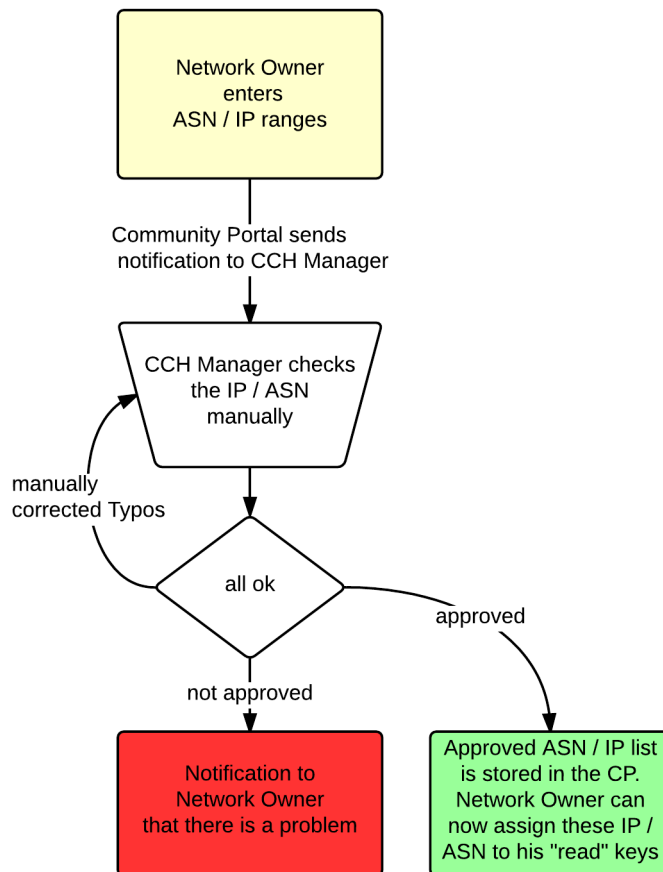 Network Owner
enters
ASN / IP ranges
Community Portal sends
notification to CCH Manager
CCH Manager checks
the IP / ASN
manually
manually
corrected Typos
all ok
approved
not approved
Notification to
Network Owner
that there is a problem
Approved ASN / IP list
is stored in the CP.
Network Owner can
now assign these IP /
ASN to his "read" keys